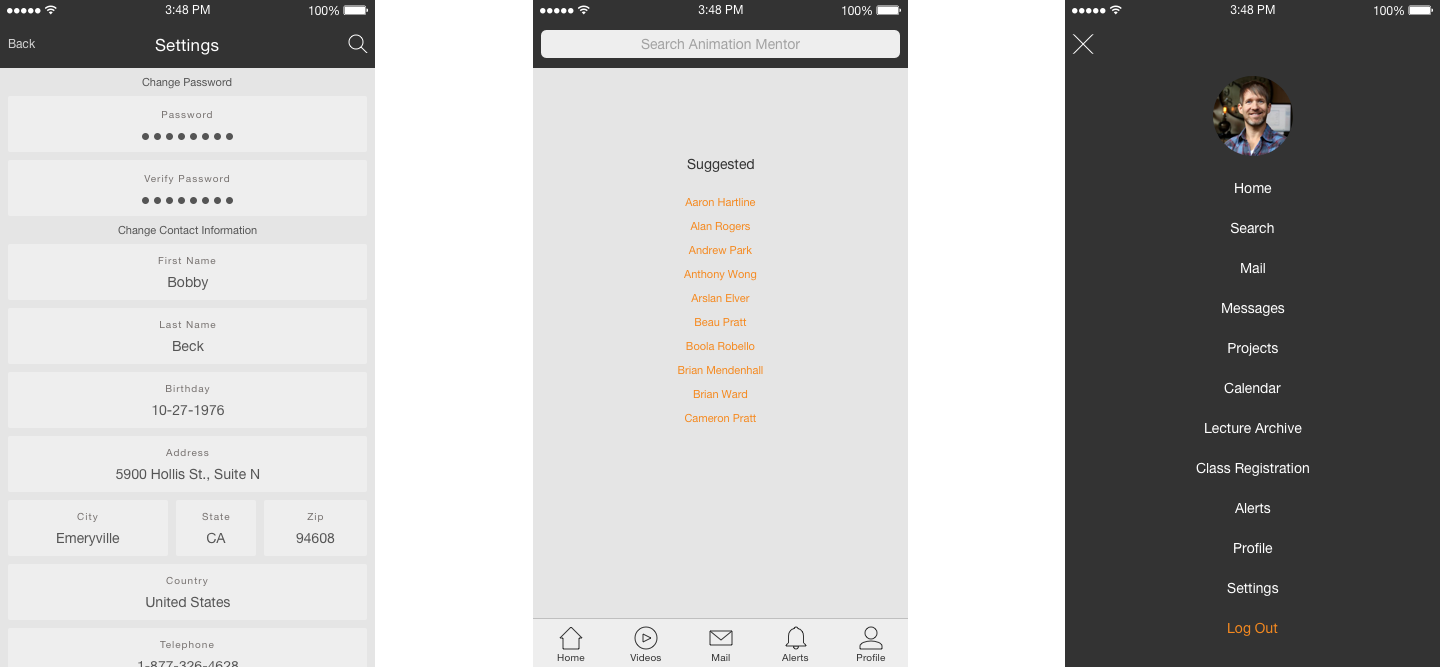 3:48 PM 100%
Back Settings
Change Password
Password
Verify Password
Change Contact Information
First Name
Bobby
Last Name
Beck
Birthday
10-27-1976
Address
5900 Hollis St., Suite N
City State Zip
Emeryville CA 94608
Country
United States
Telephone
1-877-326-4628
3:48 PM 100%
Search Animation Mentor
Suggested
Aaron Hartline
Alan Rogers
Andrew Park
Anthony Wong
Arslan Elver
Beau Pratt
Boola Robello
Brian Mendenhall
Brian Ward
Cameron Pratt
Home Videos Mail Alerts Profile
3:48 PM 100%
Home
Search
Mail
Messages
Projects
Calendar
Lecture Archive
Class Registration
Alerts
Profile
Settings
Log Out